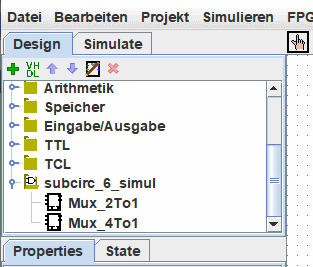 Datei Bearbeiten Projekt Simulieren FPG
Design Simulate
VH
DL
Arithmetik
Speicher
Eingabe/Ausgabe
TTL
TCL
subcirc_6_simul
Mux_2To1
Mux_4To1
Properties State